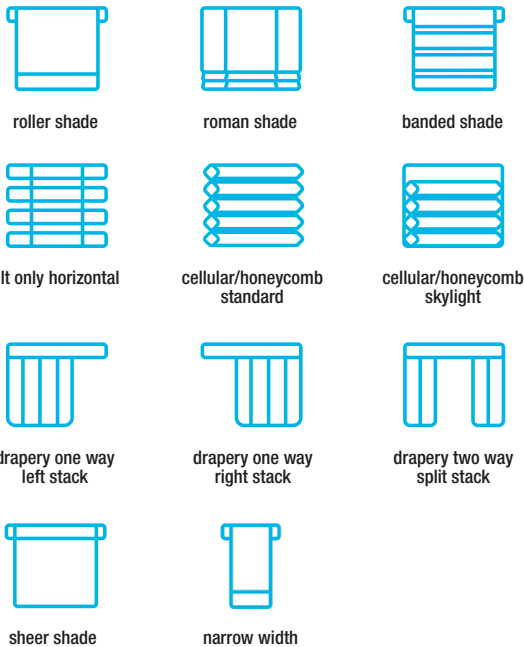 roller shade
roman shade
banded shade
lt only horizontal
cellular/honeycomb
standard
cellular/honeycomb
skylight
drapery one way
left stack
drapery one way
right stack
drapery two way
split stack
sheer shade
narrow width